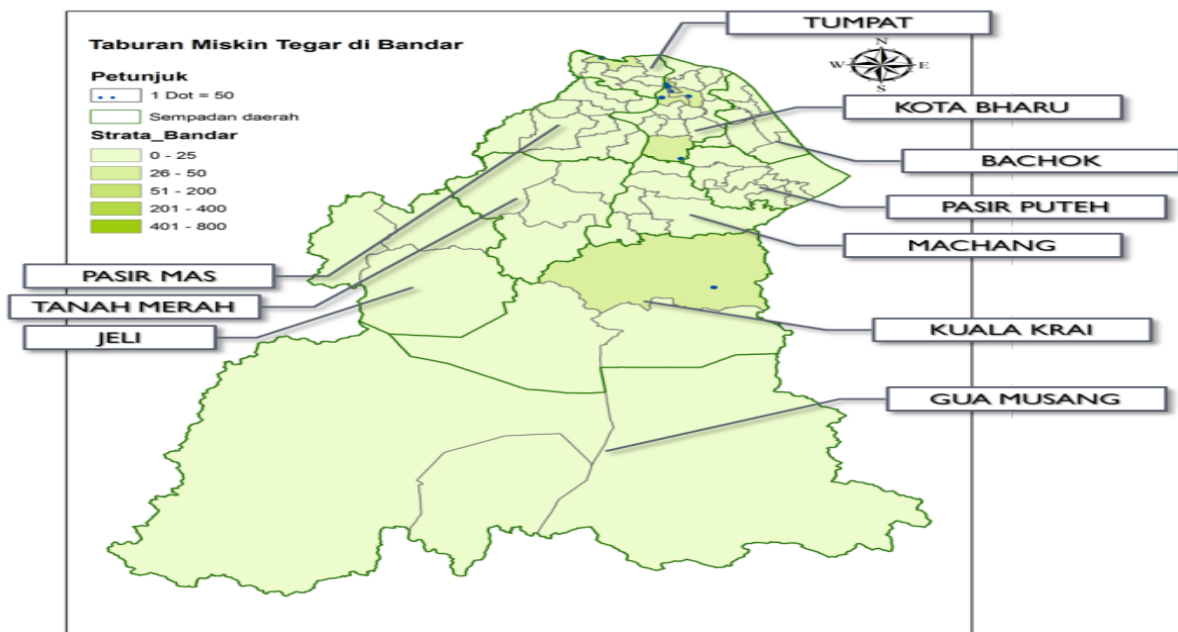 TUMPAT
Taburan Miskin Tegar di Bandar
N
W E
S
Petunjuk
1 Dot = 50
Sempadan daerah
Strata_Bandar
0 - 25
26 - 50
51 - 200
201 - 400
401 - 800
KOTA BHARU
BACHOK
PASIR PUTEH
MACHANG
PASIR MAS
TANAH MERAH
JELI
KUALA KRAI
GUA MUSANG